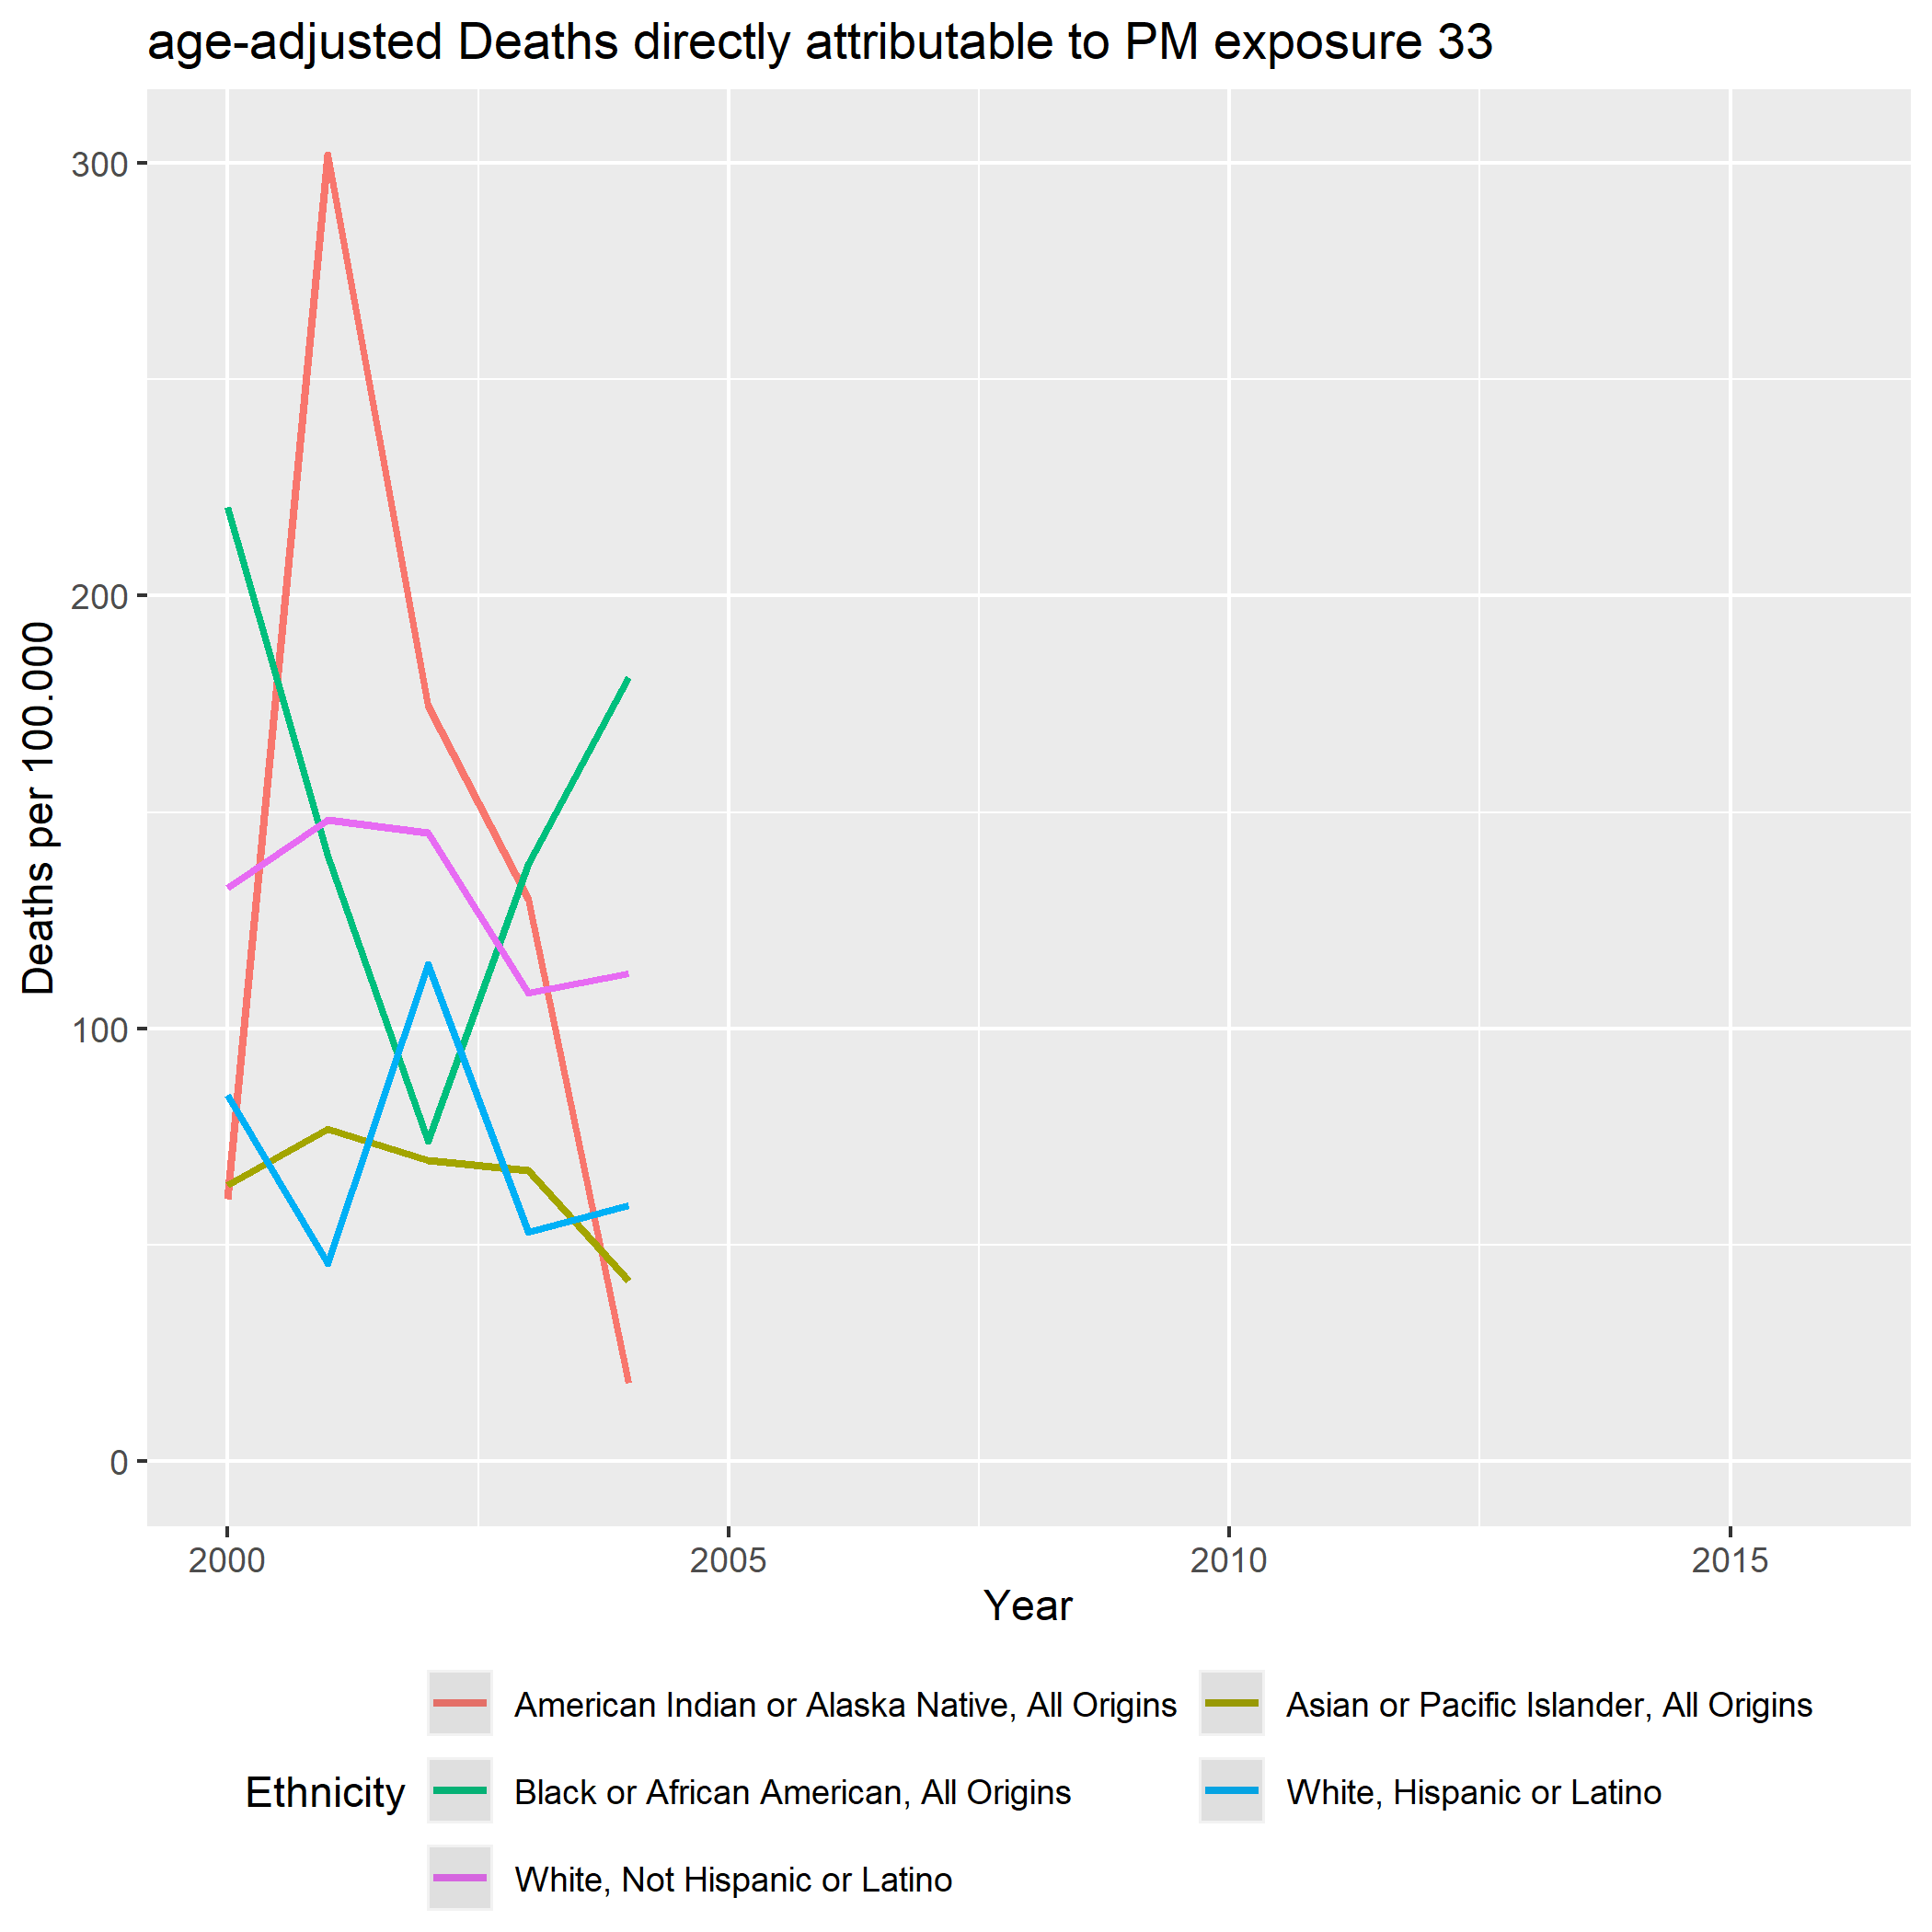 age-adjusted Deaths directly attributable to PM exposure 33
Deaths per 100.000
300
200
100
0
2000 2005 2010 2015
Year
Ethnicity
American Indian or Alaska Native, All Origins
Asian or Pacific Islander, All Origins
Black or African American, All Origins
White, Hispanic or Latino
White, Not Hispanic or Latino